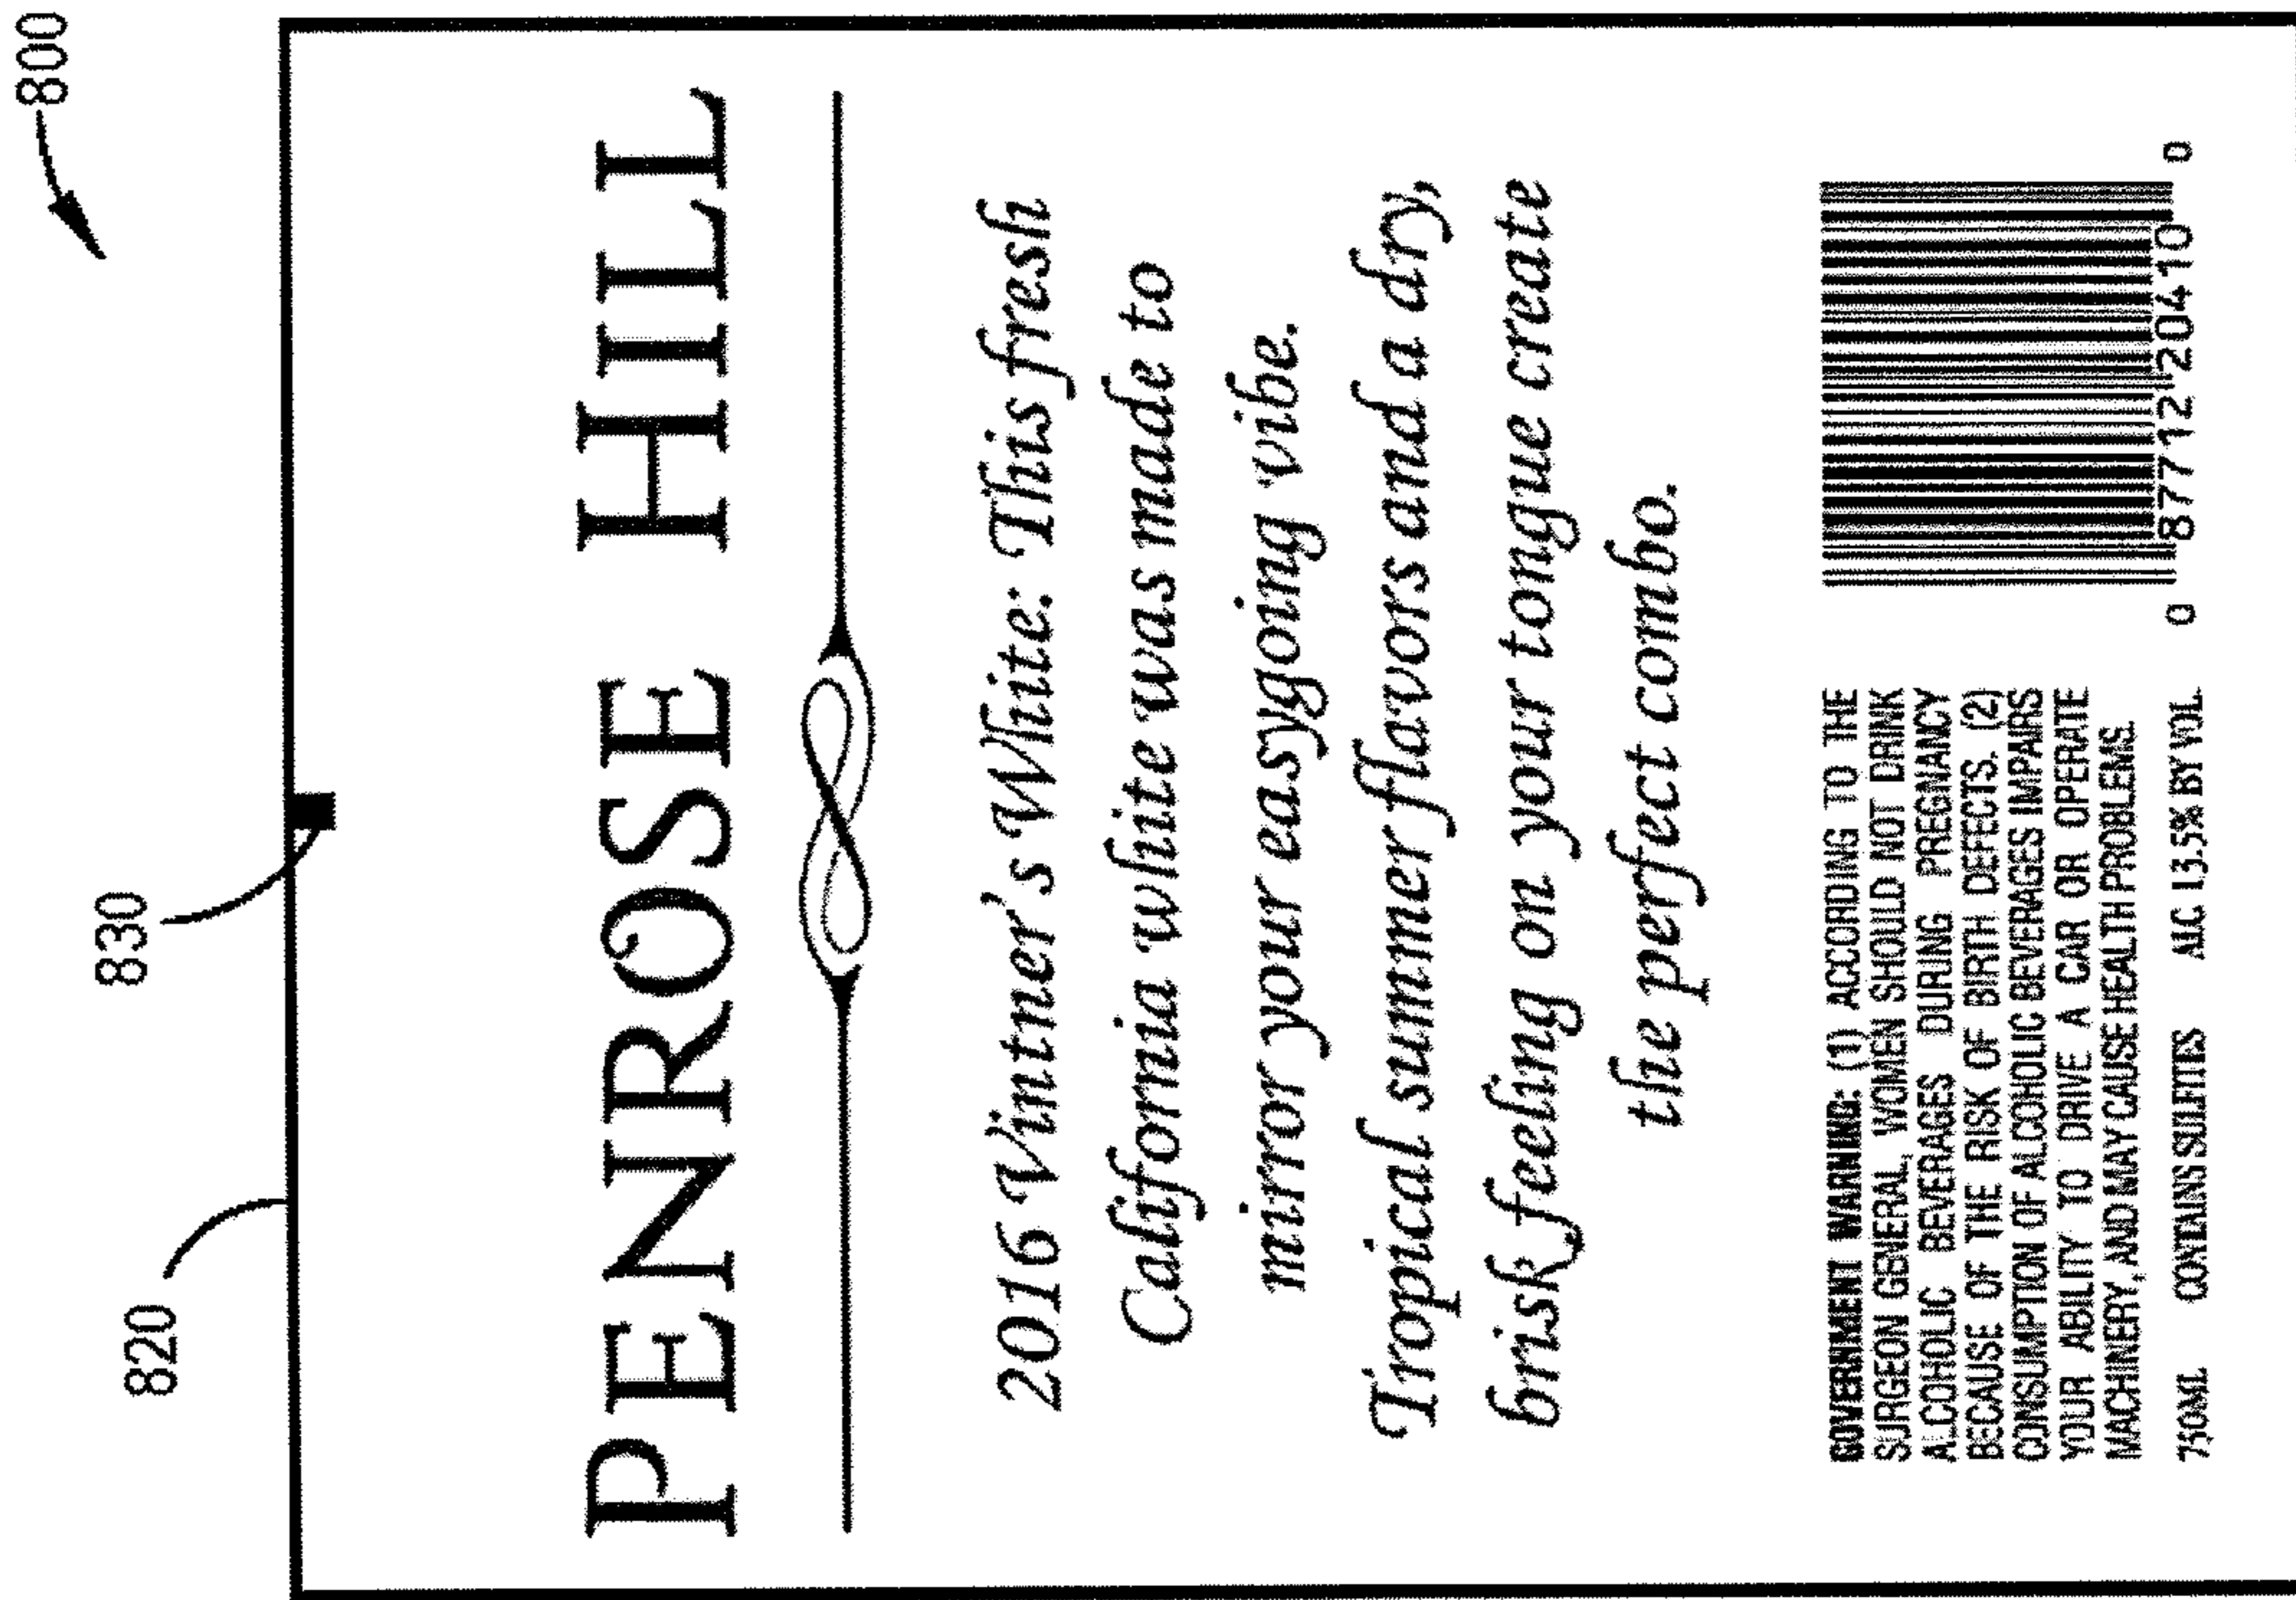 800
820
830
PENROSE HILL
2016 Vintner's White: This fresh
California white was made to
mirror your easygoing vibe.
Tropical summer flavors and a dry,
brisk feeling on your tongue create
the perfect combo.
GOVERNMENT WARNING: (1) ACCORDING TO THE
SURGEON GENERAL, WOMEN SHOULD NOT DRINK
ALCOHOLIC BEVERAGES DURING PREGNANCY
BECAUSE OF THE RISK OF BIRTH DEFECTS. (2)
CONSUMPTION OF ALCOHOLIC BEVERAGES IMPAIRS
YOUR ABILITY TO DRIVE A CAR OR OPERATE
MACHINERY, AND MAY CAUSE HEALTH PROBLEMS.
750ML CONTAINS SULFITES ALC. 13.5% BY VOL.
0 87712 20410 0